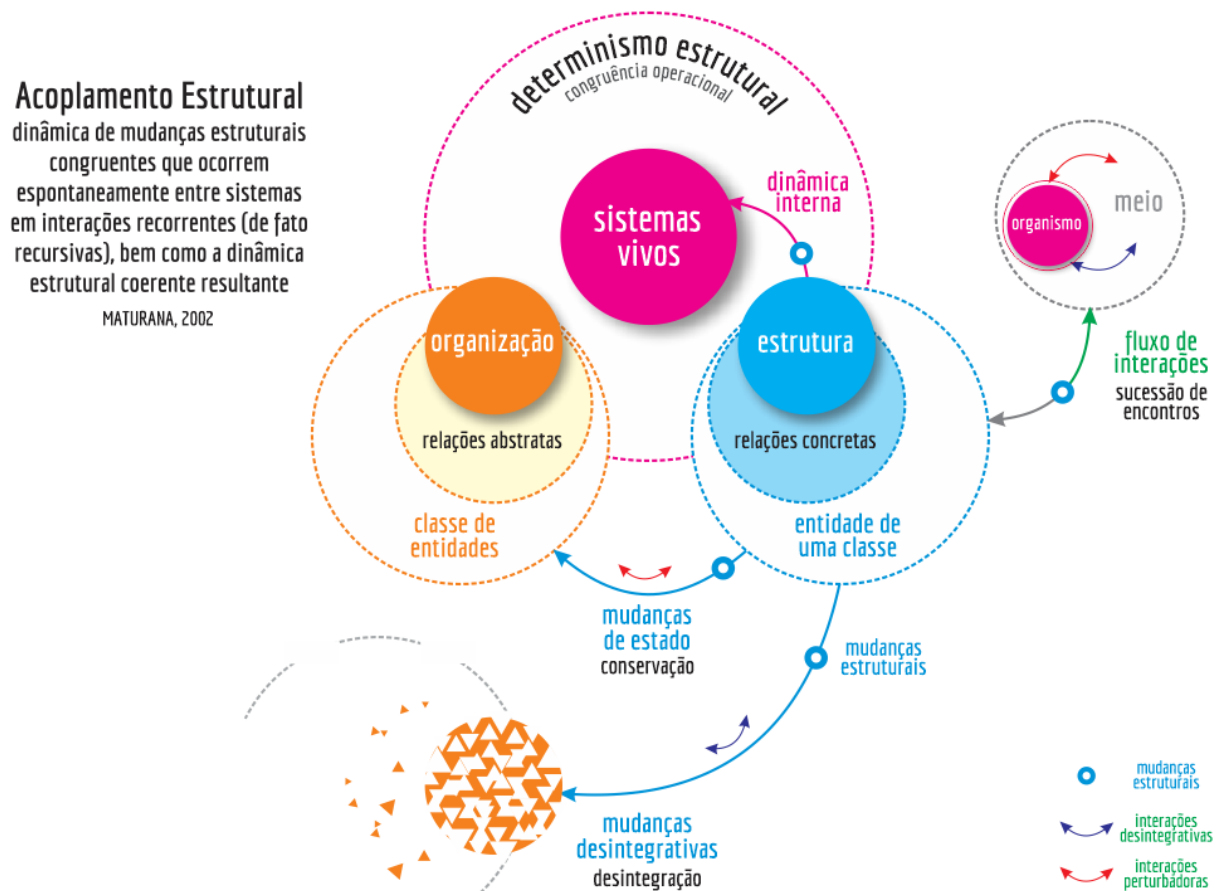 Acoplamento Estrutural
dinâmica de mudanças estruturais
congruentes que ocorrem
espontaneamente entre sistemas
em interações recorrentes (de fato
recursivas), bem como a dinâmica
estrutural coerente resultante
MATURANA, 2002
determinismo estrutural
congruência operacional
sistemas
vivos
dinâmica
interna
organismo
meio
organização
estrutura
fluxo de
interações
sucessão de
encontros
relações abstratas
relações concretas
classe de
entidades
entidade de
uma classe
mudanças
de estado
conservação
mudanças
estruturais
mudanças
desintegrativas
desintegração
mudanças
estruturais
interações
desintegrativas
interações
perturbadoras